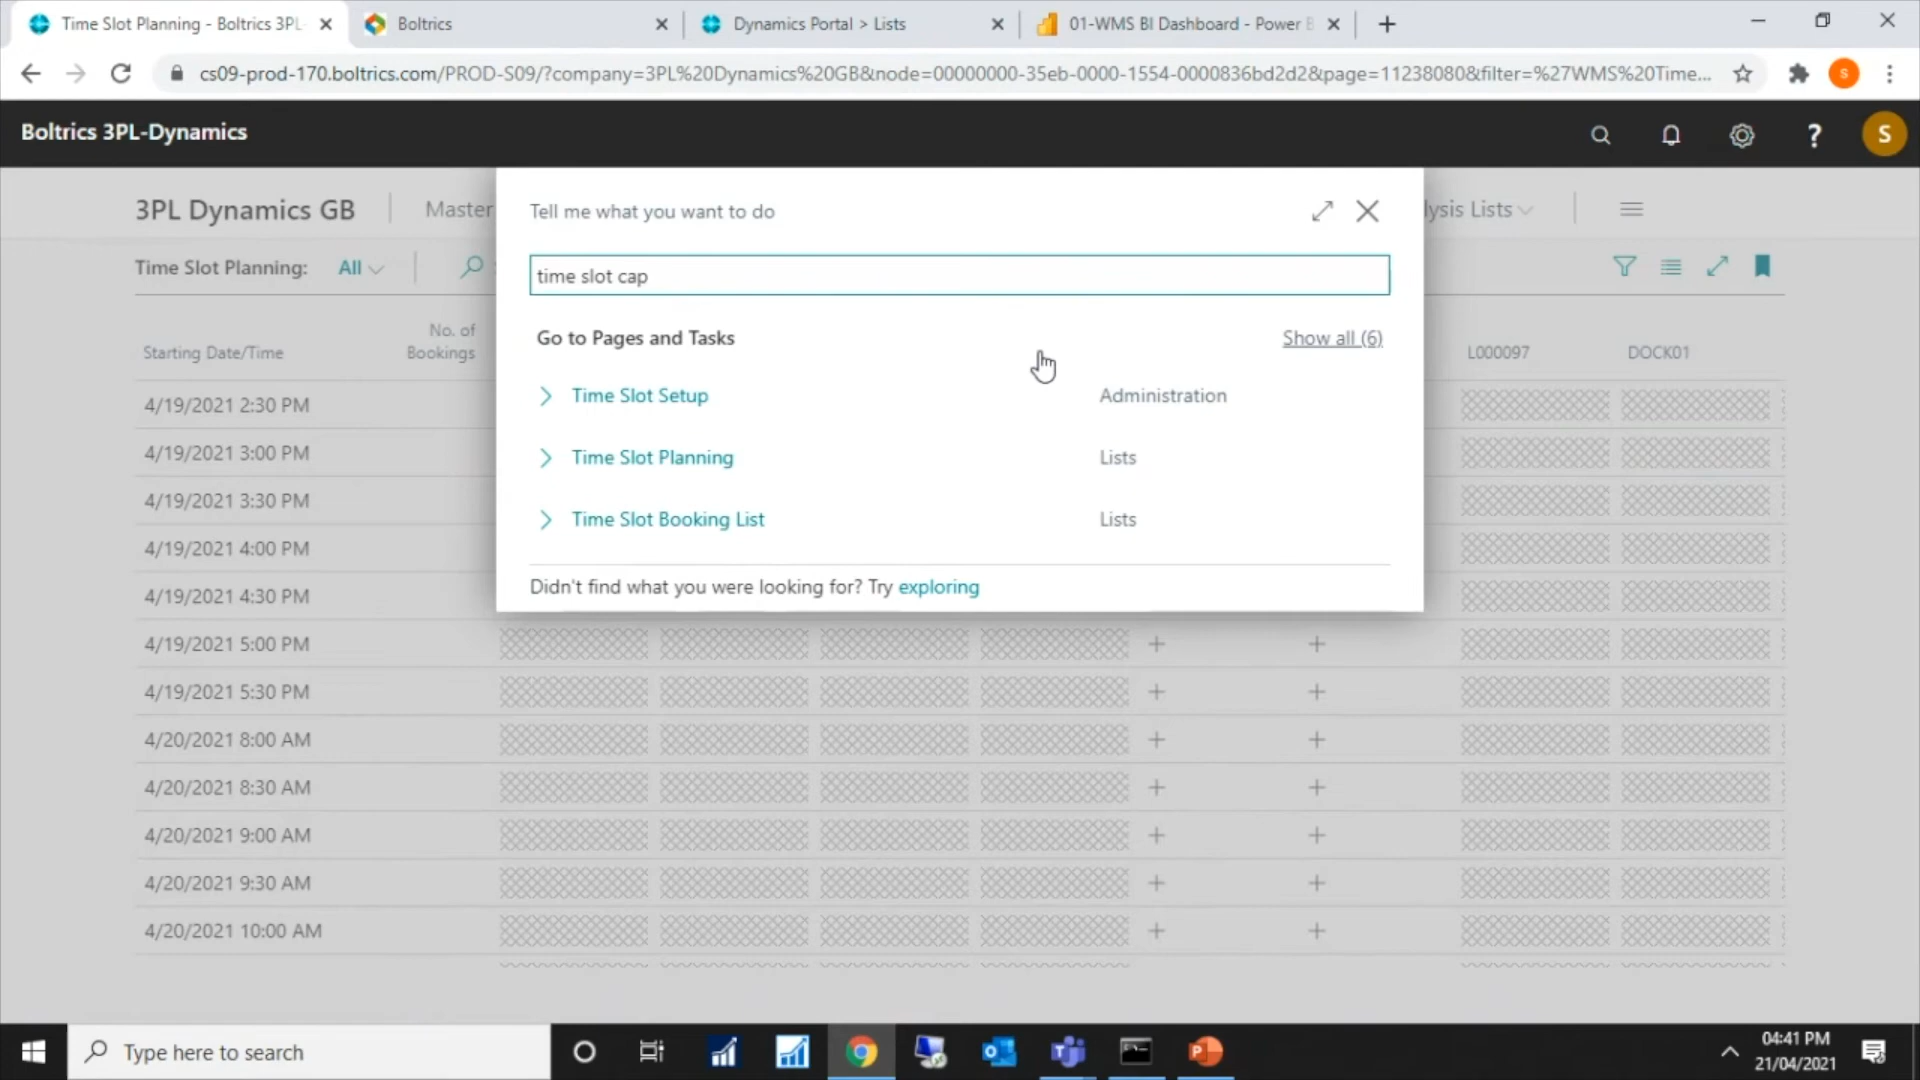 Time Slot Planning - Boltrics 3PL-
Boltrics
Dynamics Portal > Lists
01-WMS BI Dashboard - Power B
cs09-prod-170.boltrics.com/PROD-S09/?company=3PL%20Dynamics%20GB&node=00000000-35eb-0000-1554-0000836bd2d2&page=11238080&filter=%27WMS%20Time...
S
Boltrics 3PL-Dynamics
?
S
3PL Dynamics GB
Master
lysis Lists
Time Slot Planning:
All
Tell me what you want to do
time slot cap
Go to Pages and Tasks
Show all (6)
Time Slot Setup
Administration
Time Slot Planning
Lists
Time Slot Booking List
Lists
Didn't find what you were looking for? Try exploring
Starting Date/Time
No. of
Bookings
L000097
DOCK01
4/19/2021 2:30 PM
4/19/2021 3:00 PM
4/19/2021 3:30 PM
4/19/2021 4:00 PM
4/19/2021 4:30 PM
4/19/2021 5:00 PM
4/19/2021 5:30 PM
4/20/2021 8:00 AM
4/20/2021 8:30 AM
4/20/2021 9:00 AM
4/20/2021 9:30 AM
4/20/2021 10:00 AM
Type here to search
04:41 PM
21/04/2021